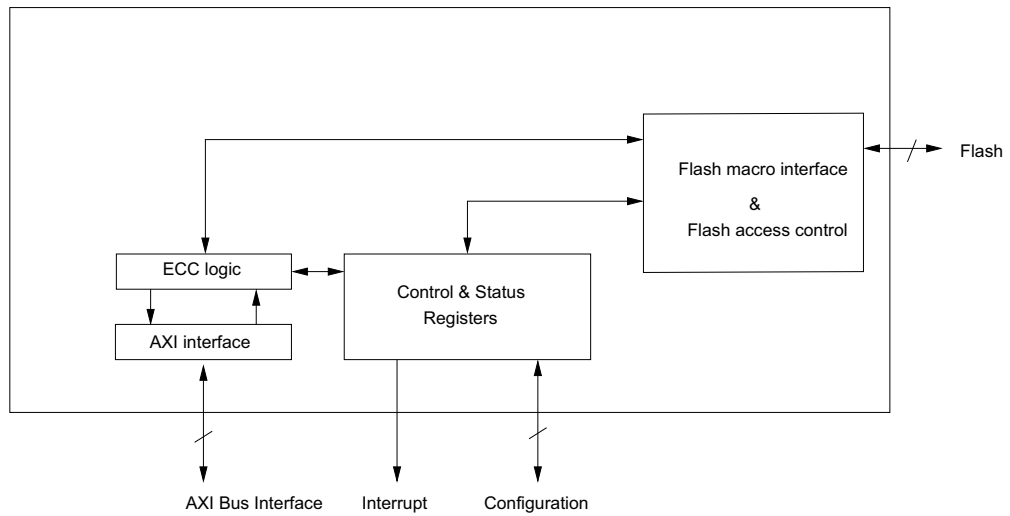 Flash macro interface
&
Flash access control
Flash
ECC logic
Control & Status
Registers
AXI interface
AXI Bus Interface
Interrupt
Configuration